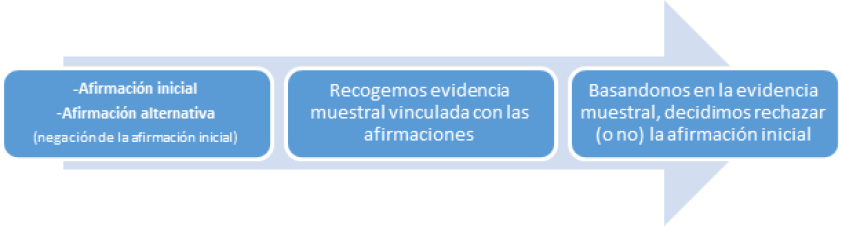 -Afirmación inicial
-Afirmación alternativa
(negación de la afirmación inicial)
Recogemos evidencia
muestral vinculada con las
afirmaciones
Basandonos en la evidencia
muestral, decidimos rechazar
(o no) la afirmación inicial